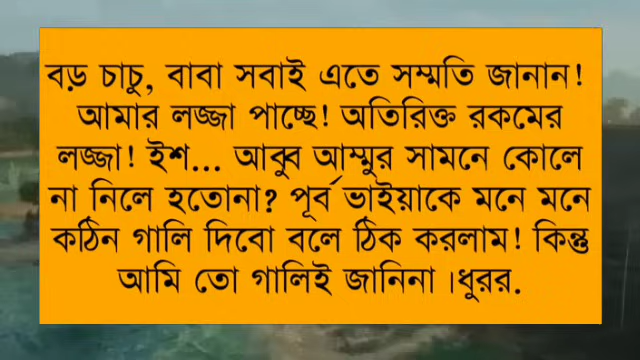 বড় চাচু, বাবা সবাই এতে সম্মতি জানান!
আমার লজ্জা পাচ্ছে! অতিরিক্ত রকমের
লজ্জা! ইশ... আব্বু আম্মুর সামনে কোলে
না নিলে হতোনা? পূর্ব ভাইয়াকে মনে মনে
কঠিন গালি দিবো বলে ঠিক করলাম! কিন্তু
আমি তো গালিই জানিনা।ধুরর.